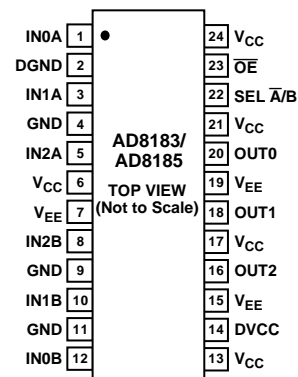 IN0A 1 24 VCC
DGND 2 23 OE
IN1A 3 22 SEL A/B
GND 4 21 VCC
IN2A 5 AD8183/ 20 OUT0
AD8185
VCC 6 TOP VIEW 19 VEE
VEE 7 (Not to Scale) 18 OUT1
IN2B 8 17 VCC
GND 9 16 OUT2
IN1B 10 15 VEE
GND 11 14 DVCC
IN0B 12 13 VCC